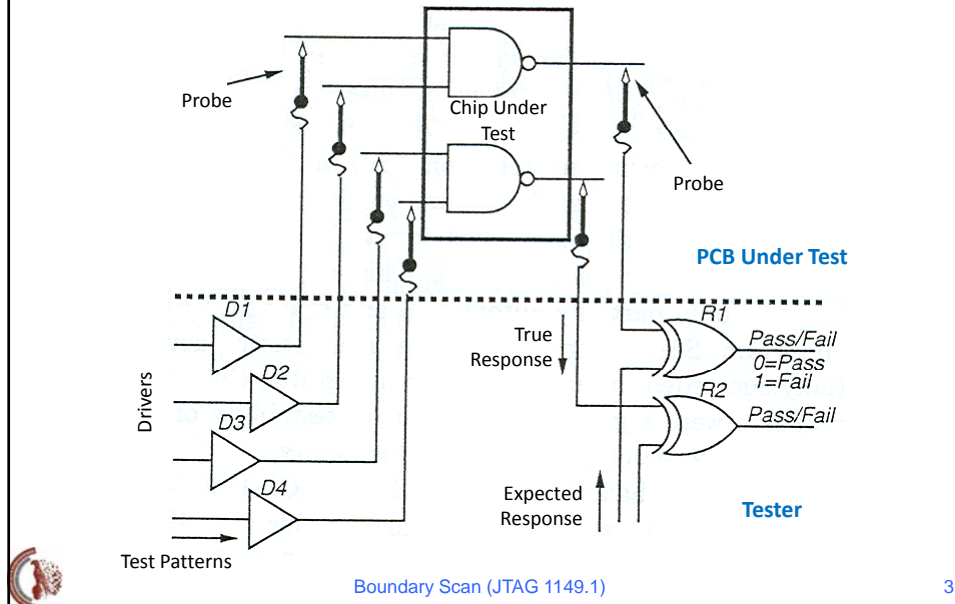 Probe
Chip Under
Test
Probe
PCB Under Test
D1
True
Response
R1
Pass/Fail
0=Pass
1=Fail
D2
R2
Pass/Fail
Drivers
D3
D4
Expected
Response
Tester
Test Patterns
Boundary Scan (JTAG 1149.1)
3